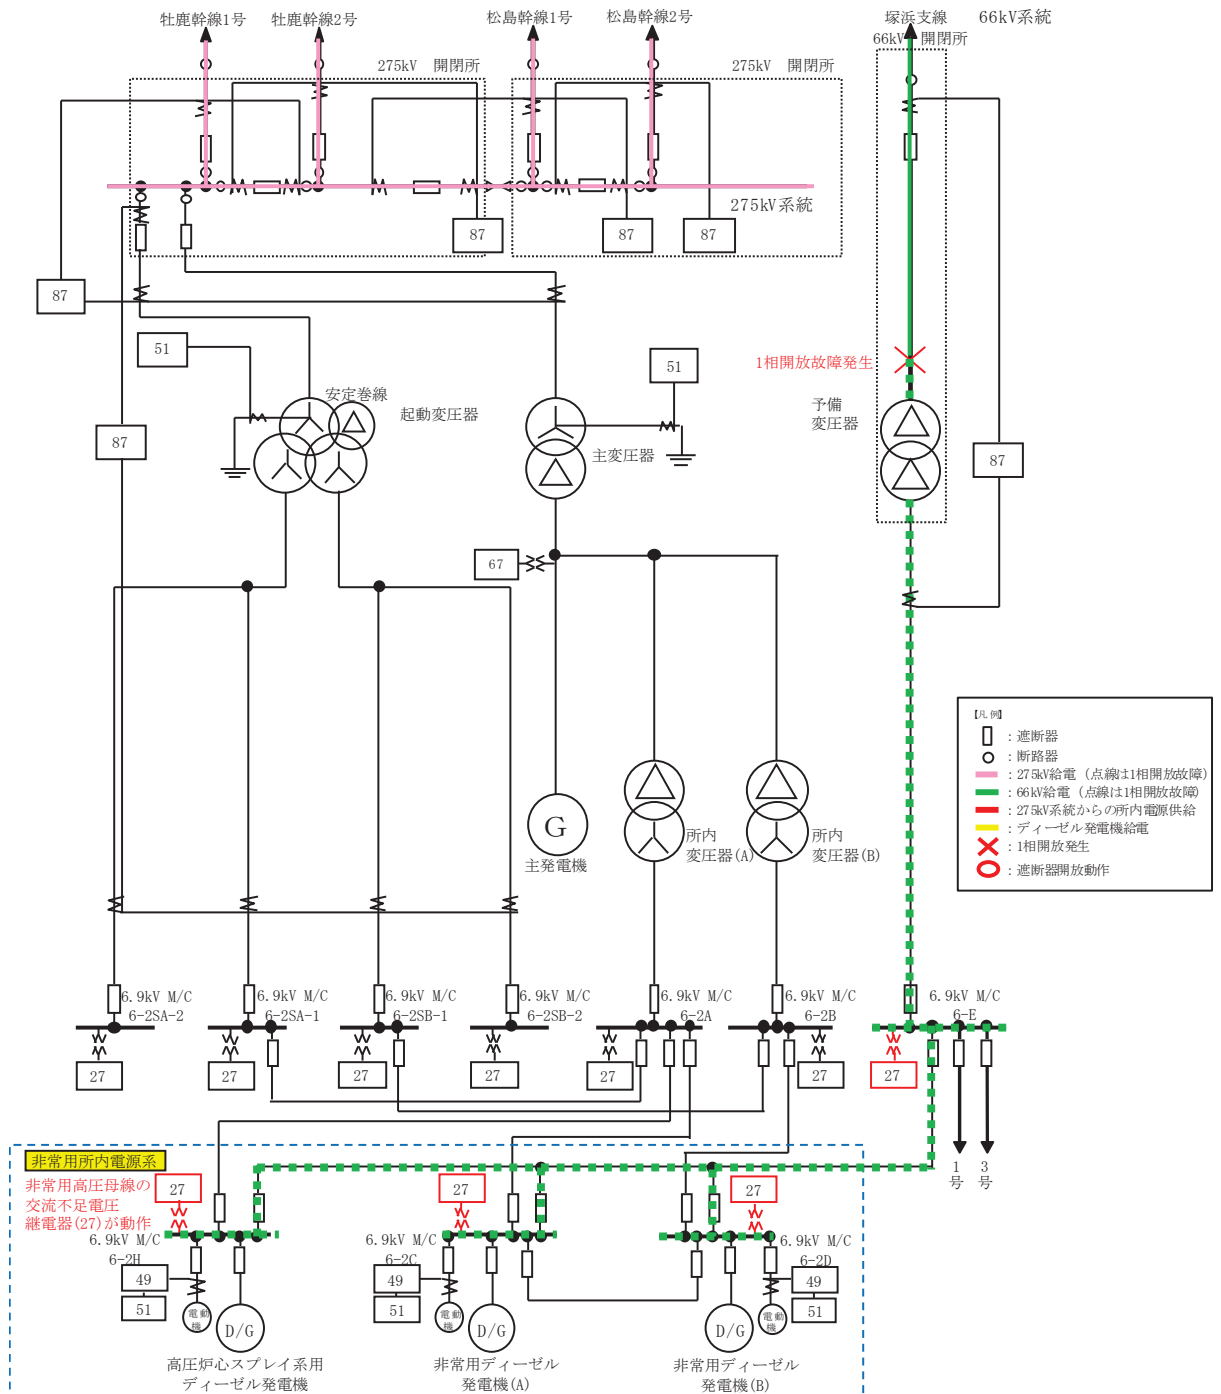 牡鹿幹線1号
牡鹿幹線2号
松島幹線1号
松島幹線2号
塚浜支線
66kV系統
66kV 開閉所
275kV 開閉所
275kV 開閉所
275kV系統
87
87
87
87
51
51
1相開放故障発生
安定巻線
起動変圧器
予備
変圧器
87
主変圧器
87
67
【凡例】
：遮断器
：断路器
：275kV給電（点線は1相開放故障）
：66kV給電（点線は1相開放故障）
：275kV系統からの所内電源供給
：ディーゼル発電機給電
：1相開放発生
：遮断器開放動作
G
主発電機
所内
変圧器(A)
所内
変圧器(B)
6.9kV M/C
6-2SA-2
6.9kV M/C
6-2SA-1
6.9kV M/C
6-2SB-1
6.9kV M/C
6-2SB-2
6.9kV M/C
6-2A
6.9kV M/C
6-2B
6.9kV M/C
6-E
27
27
27
27
27
27
27
1
号
3
号
非常用所内電源系
非常用高圧母線の
交流不足電圧
継電器(27)が動作
27
27
27
6.9kV M/C
6-2H
6.9kV M/C
6-2C
6.9kV M/C
6-2D
49
51
電動
機
D/G
49
51
電動
機
D/G
D/G
電動
機
49
51
高圧炉心スプレイ系用
ディーゼル発電機
非常用ディーゼル
発電機(A)
非常用ディーゼル
発電機(B)